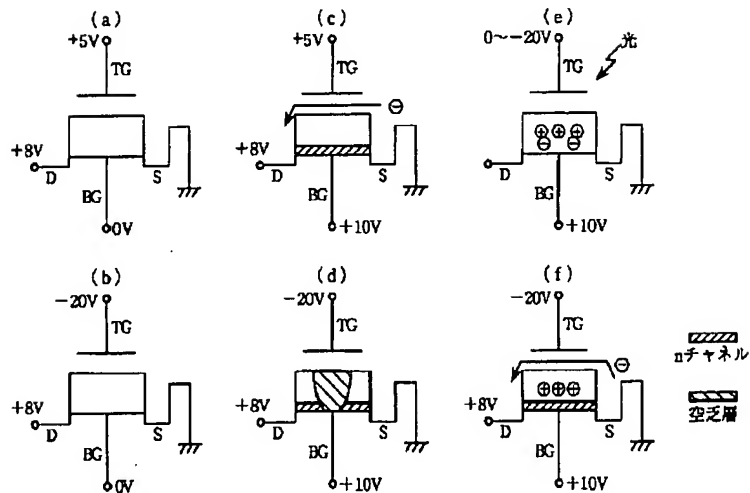 (a)
+5V
TG
+8V
D
S
BG
0V
(c)
+5V
TG
⊖
+8V
D
S
BG
+10V
(e)
0〜−20V
光
TG
⊕⊕⊕
⊖⊖
D
S
BG
+10V
(b)
−20V
TG
+8V
D
S
BG
0V
(d)
−20V
TG
+8V
D
S
BG
+10V
(f)
−20V
TG
⊖
⊕⊕⊕
+8V
D
S
BG
+10V
nチャネル
空乏層